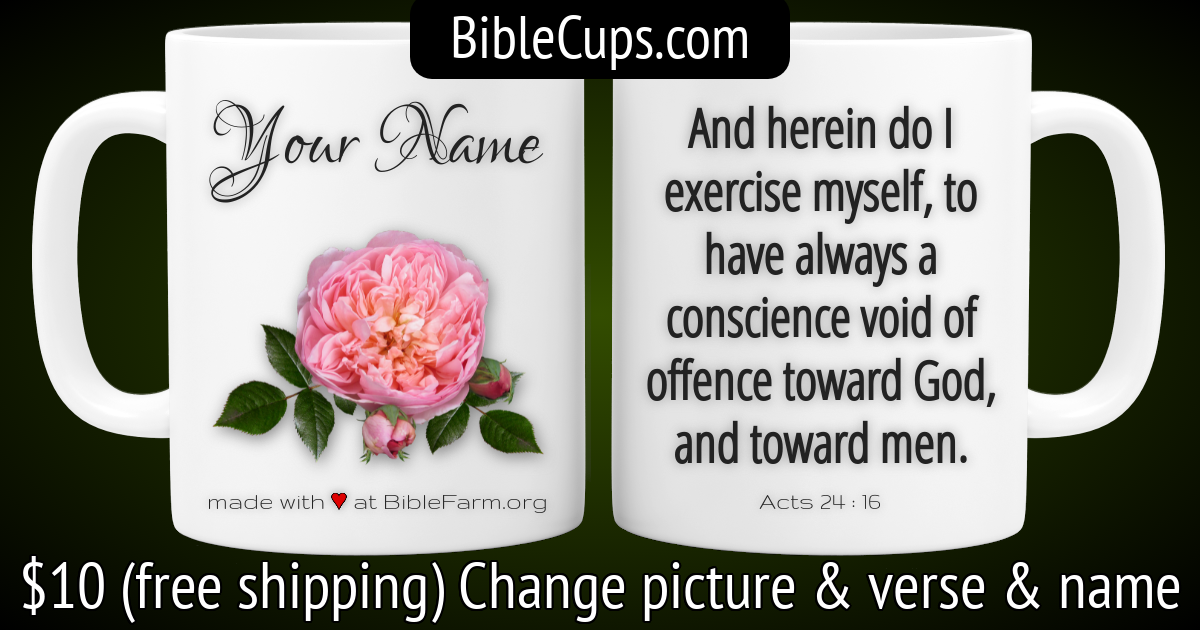 BibleCups.com
Your Name
made with ♥ at BibleFarm.org
And herein do I
exercise myself, to
have always a
conscience void of
offence toward God,
and toward men.
Acts 24 : 16
$10 (free shipping) Change picture & verse & name